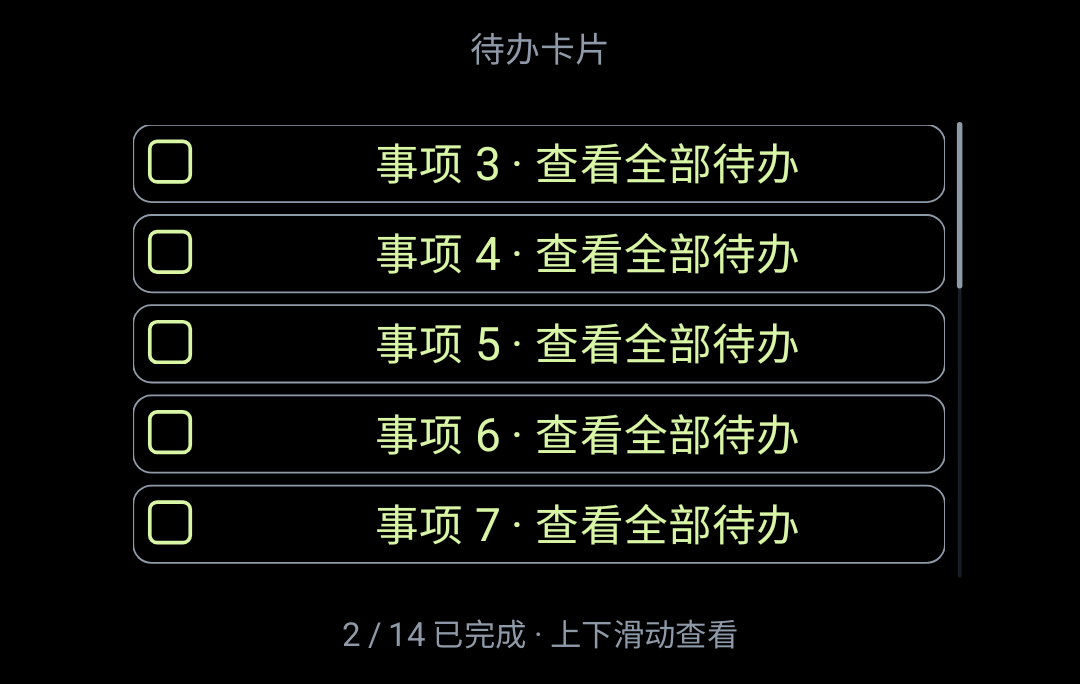 待办卡片
事项 3 · 查看全部待办
事项 4 · 查看全部待办
事项 5 · 查看全部待办
事项 6 · 查看全部待办
事项 7 · 查看全部待办
2 / 14 已完成 · 上下滑动查看